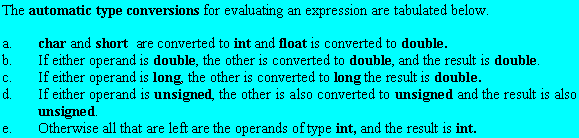 The automatic type conversions for evaluating an expression are tabulated below.
a. char and short are converted to int and float is converted to double.
b. If either operand is double, the other is converted to double, and the result is double.
c. If either operand is long, the other is converted to long the result is double.
d. If either operand is unsigned, the other is also converted to unsigned and the result is also
unsigned.
e. Otherwise all that are left are the operands of type int, and the result is int.